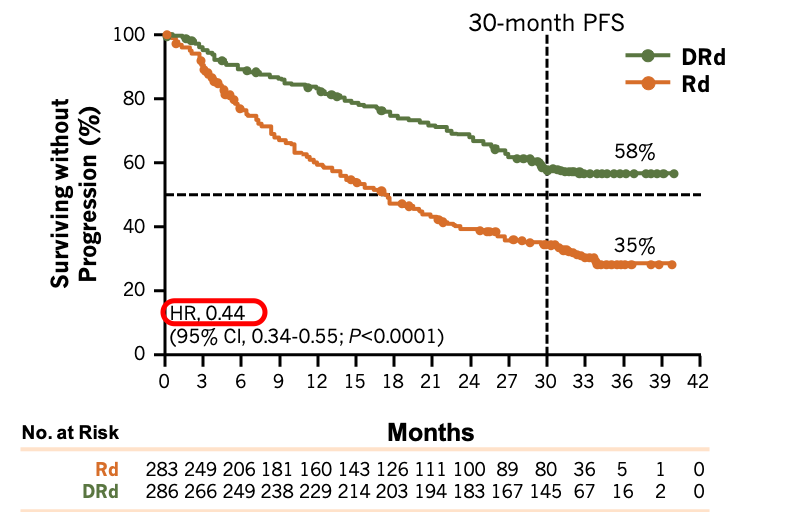 30-month PFS
DRd
Rd
Surviving without
Progression (%)
100
80
60
40
20
0
58%
35%
HR, 0.44
(95% CI, 0.34-0.55; P<0.0001)
0 3 6 9 12 15 18 21 24 27 30 33 36 39 42
Months
No. at Risk
Rd 283 249 206 181 160 143 126 111 100 89 80 36 5 1 0
DRd 286 266 249 238 229 214 203 194 183 167 145 67 16 2 0